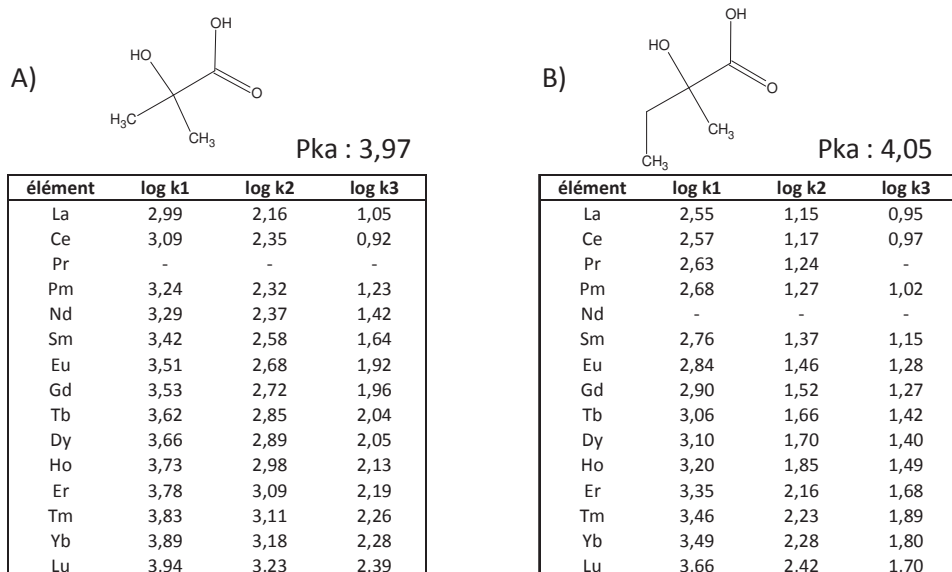 A)
OH
HO
O
H3C
CH3
Pka : 3,97
élément log k1 log k2 log k3
La 2,99 2,16 1,05
Ce 3,09 2,35 0,92
Pr - - -
Pm 3,24 2,32 1,23
Nd 3,29 2,37 1,42
Sm 3,42 2,58 1,64
Eu 3,51 2,68 1,92
Gd 3,53 2,72 1,96
Tb 3,62 2,85 2,04
Dy 3,66 2,89 2,05
Ho 3,73 2,98 2,13
Er 3,78 3,09 2,19
Tm 3,83 3,11 2,26
Yb 3,89 3,18 2,28
Lu 3,94 3,23 2,39
B)
OH
HO
O
CH3
CH3
Pka : 4,05
élément log k1 log k2 log k3
La 2,55 1,15 0,95
Ce 2,57 1,17 0,97
Pr 2,63 1,24 -
Pm 2,68 1,27 1,02
Nd - - -
Sm 2,76 1,37 1,15
Eu 2,84 1,46 1,28
Gd 2,90 1,52 1,27
Tb 3,06 1,66 1,42
Dy 3,10 1,70 1,40
Ho 3,20 1,85 1,49
Er 3,35 2,16 1,68
Tm 3,46 2,23 1,89
Yb 3,49 2,28 1,80
Lu 3,66 2,42 1,70